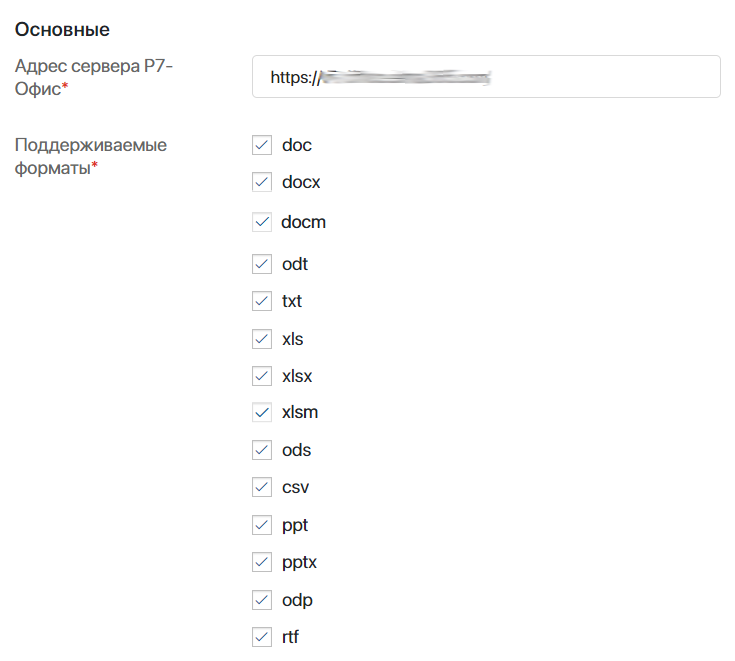 Основные
Адрес сервера Р7-
Офис*
https://
Поддерживаемые
форматы*
doc
docx
docm
odt
txt
xls
xlsx
xlsm
ods
csv
ppt
pptx
odp
rtf